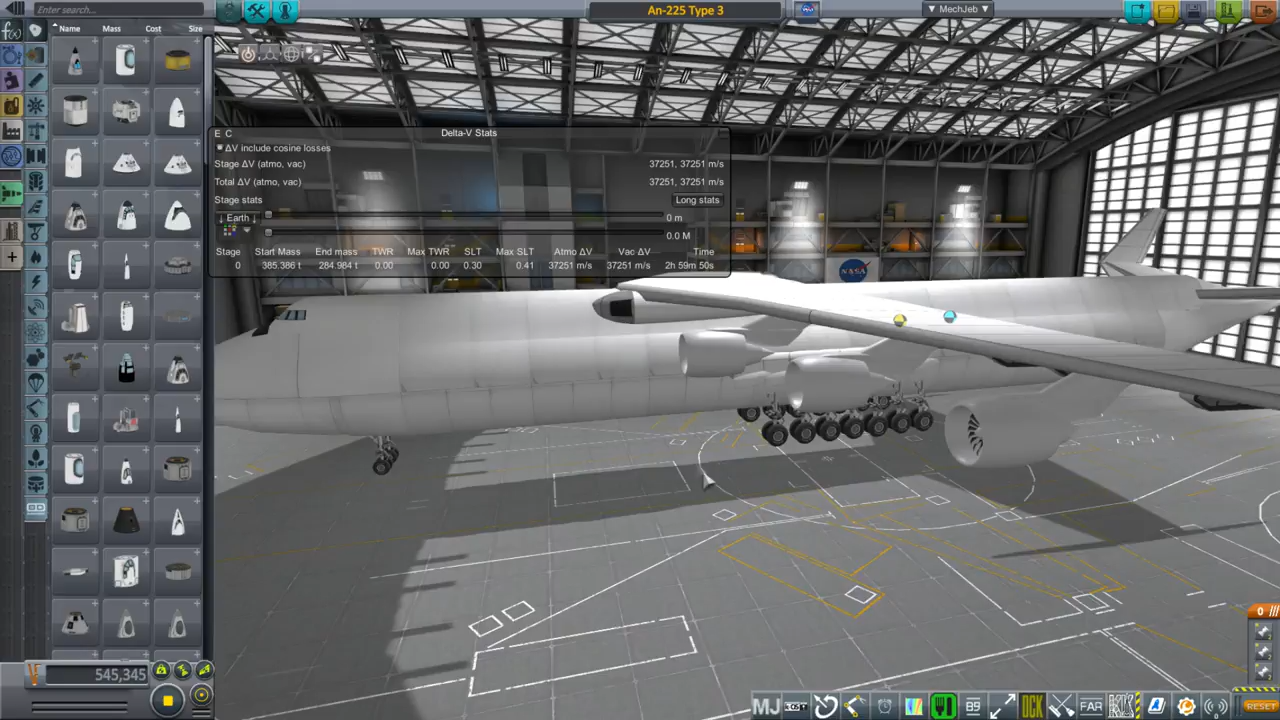 Enter search...
An-225 Type 3
▼ MechJeb ▼
Name Mass Cost Size
E C Delta-V Stats
ΔV include cosine losses
Stage ΔV (atmo, vac) 37251, 37251 m/s
Total ΔV (atmo, vac) 37251, 37251 m/s
Stage stats Long stats
↓ Earth ↓ 0 m
0.0 M
Stage Start Mass End mass TWR Max TWR SLT Max SLT Atmo ΔV Vac ΔV Time
0 385.386 t 284.984 t 0.00 0.00 0.30 0.41 37251 m/s 37251 m/s 2h 59m 50s
NASA
0
545,345
MJ COST DCK FAR RESET